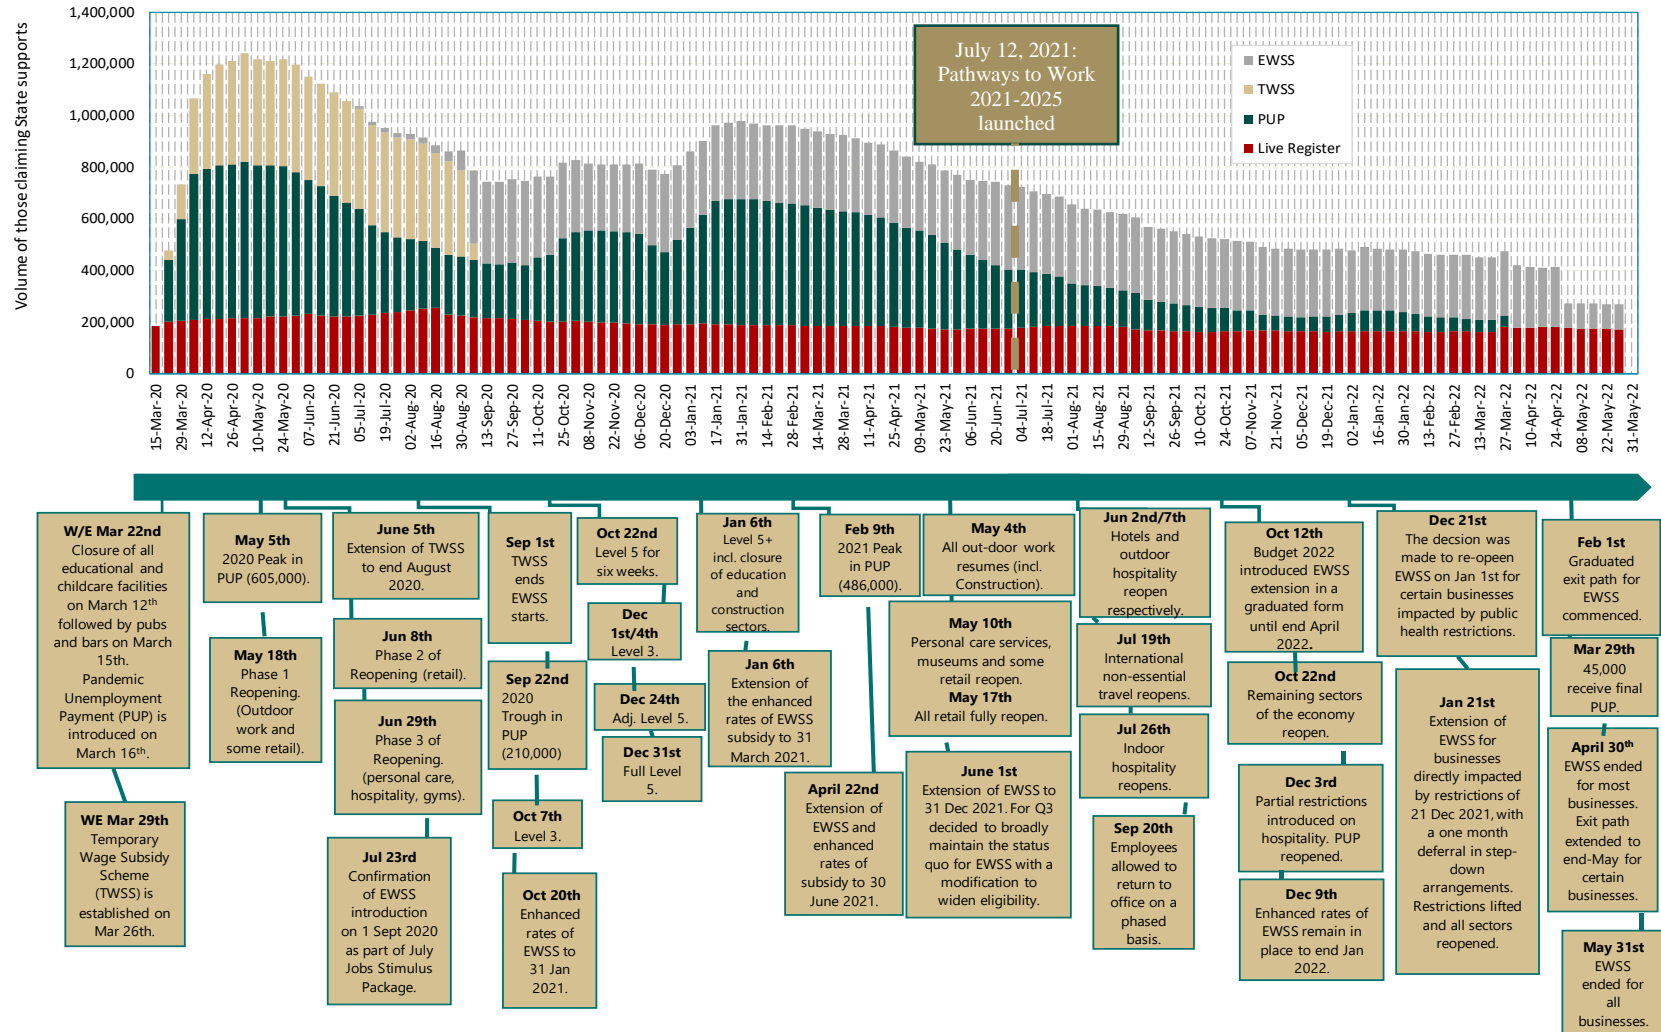 Volume of those claiming State supports
1,400,000
1,200,000
1,000,000
800,000
600,000
400,000
200,000
0
July 12, 2021:
Pathways to Work
2021-2025
launched
EWSS
TWSS
PUP
Live Register
15-Mar-20
29-Mar-20
12-Apr-20
26-Apr-20
10-May-20
24-May-20
07-Jun-20
21-Jun-20
05-Jul-20
19-Jul-20
02-Aug-20
16-Aug-20
30-Aug-20
13-Sep-20
27-Sep-20
11-Oct-20
25-Oct-20
08-Nov-20
22-Nov-20
06-Dec-20
20-Dec-20
03-Jan-21
17-Jan-21
31-Jan-21
14-Feb-21
28-Feb-21
14-Mar-21
28-Mar-21
11-Apr-21
25-Apr-21
09-May-21
23-May-21
06-Jun-21
20-Jun-21
04-Jul-21
18-Jul-21
01-Aug-21
15-Aug-21
29-Aug-21
12-Sep-21
26-Sep-21
10-Oct-21
24-Oct-21
07-Nov-21
21-Nov-21
05-Dec-21
19-Dec-21
02-Jan-22
16-Jan-22
30-Jan-22
13-Feb-22
27-Feb-22
13-Mar-22
27-Mar-22
10-Apr-22
24-Apr-22
08-May-22
22-May-22
31-May-22
W/E Mar 22nd
Closure of all
educational and
childcare facilities
on March 12th
followed by pubs
and bars on March
15th.
Pandemic
Unemployment
Payment (PUP) is
introduced on
March 16th.
WE Mar 29th
Temporary
Wage Subsidy
Scheme
(TWSS) is
established on
Mar 26th.
May 5th
2020 Peak in
PUP (605,000).
May 18th
Phase 1
Reopening.
(Outdoor
work and
some retail).
June 5th
Extension of TWSS
to end August
2020.
Jun 8th
Phase 2 of
Reopening (retail).
Jun 29th
Phase 3 of
Reopening.
(personal care,
hospitality, gyms).
Jul 23rd
Confirmation
of EWSS
introduction
on 1 Sept 2020
as part of July
Jobs Stimulus
Package.
Sep 1st
TWSS
ends
EWSS
starts.
Sep 22nd
2020
Trough in
PUP
(210,000)
Oct 7th
Level 3.
Oct 20th
Enhanced
rates of
EWSS to
31 Jan
2021.
Oct 22nd
Level 5 for
six weeks.
Dec
1st/4th
Level 3.
Dec 24th
Adj. Level 5.
Dec 31st
Full Level
5.
Jan 6th
Level 5+
incl. closure
of education
and
construction
sectors.
Jan 6th
Extension of
the enhanced
rates of EWSS
subsidy to 31
March 2021.
Feb 9th
2021 Peak
in PUP
(486,000).
April 22nd
Extension of
EWSS and
enhanced
rates of
subsidy to 30
June 2021.
May 4th
All out-door work
resumes (incl.
Construction).
May 10th
Personal care services,
museums and some
retail reopen.
May 17th
All retail fully reopen.
June 1st
Extension of EWSS to
31 Dec 2021. For Q3
decided to broadly
maintain the status
quo for EWSS with a
modification to
widen eligibility.
Jun 2nd/7th
Hotels and
outdoor
hospitality
reopen
respectively.
Jul 19th
International
non-essential
travel reopens.
Jul 26th
Indoor
hospitality
reopens.
Sep 20th
Employees
allowed to
return to
office on a
phased
basis.
Oct 12th
Budget 2022
introduced EWSS
extension in a
graduated form
until end April
2022.
Oct 22nd
Remaining sectors
of the economy
reopen.
Dec 3rd
Partial restrictions
introduced on
hospitality. PUP
reopened.
Dec 9th
Enhanced rates of
EWSS remain in
place to end Jan
2022.
Dec 21st
The decsion was
made to re-opeen
EWSS on Jan 1st for
certain businesses
impacted by public
health restrictions.
Jan 21st
Extension of
EWSS for
businesses
directly impacted
by restrictions of
21 Dec 2021, with
a one month
deferral in step-
down
arrangements.
Restrictions lifted
and all sectors
reopened.
Feb 1st
Graduated
exit path for
EWSS
commenced.
Mar 29th
45,000
receive final
PUP.
April 30th
EWSS ended
for most
businesses.
Exit path
extended to
end-May for
certain
businesses.
May 31st
EWSS
ended for
all
businesses.